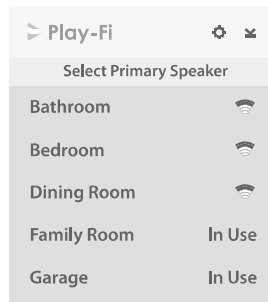 Play-Fi
Select Primary Speaker
Bathroom
Bedroom
Dining Room
Family Room In Use
Garage In Use